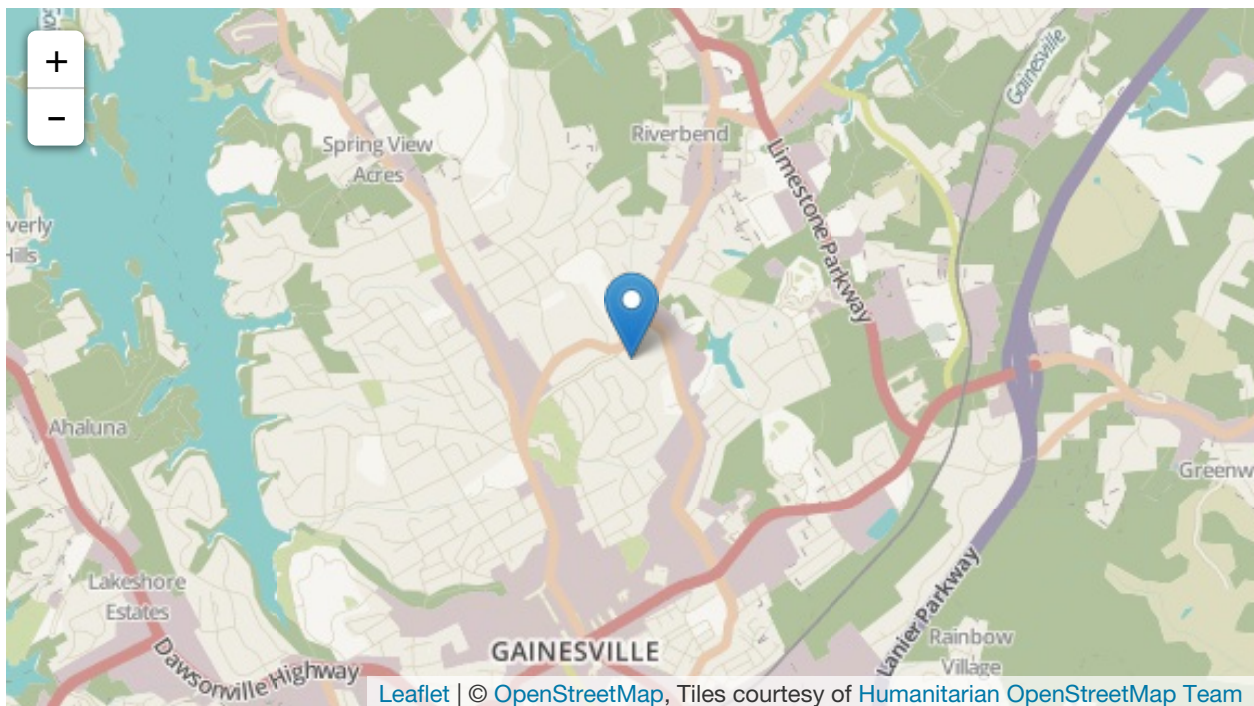 +
−
Gainesville
Riverbend
Spring View
Acres
Limestone Parkway
verly
Hills
Ahaluna
Greenw
Lakeshore
Estates
Lanier Parkway
Rainbow
Village
GAINESVILLE
Dawsonville Highway
Leaflet | © OpenStreetMap, Tiles courtesy of Humanitarian OpenStreetMap Team